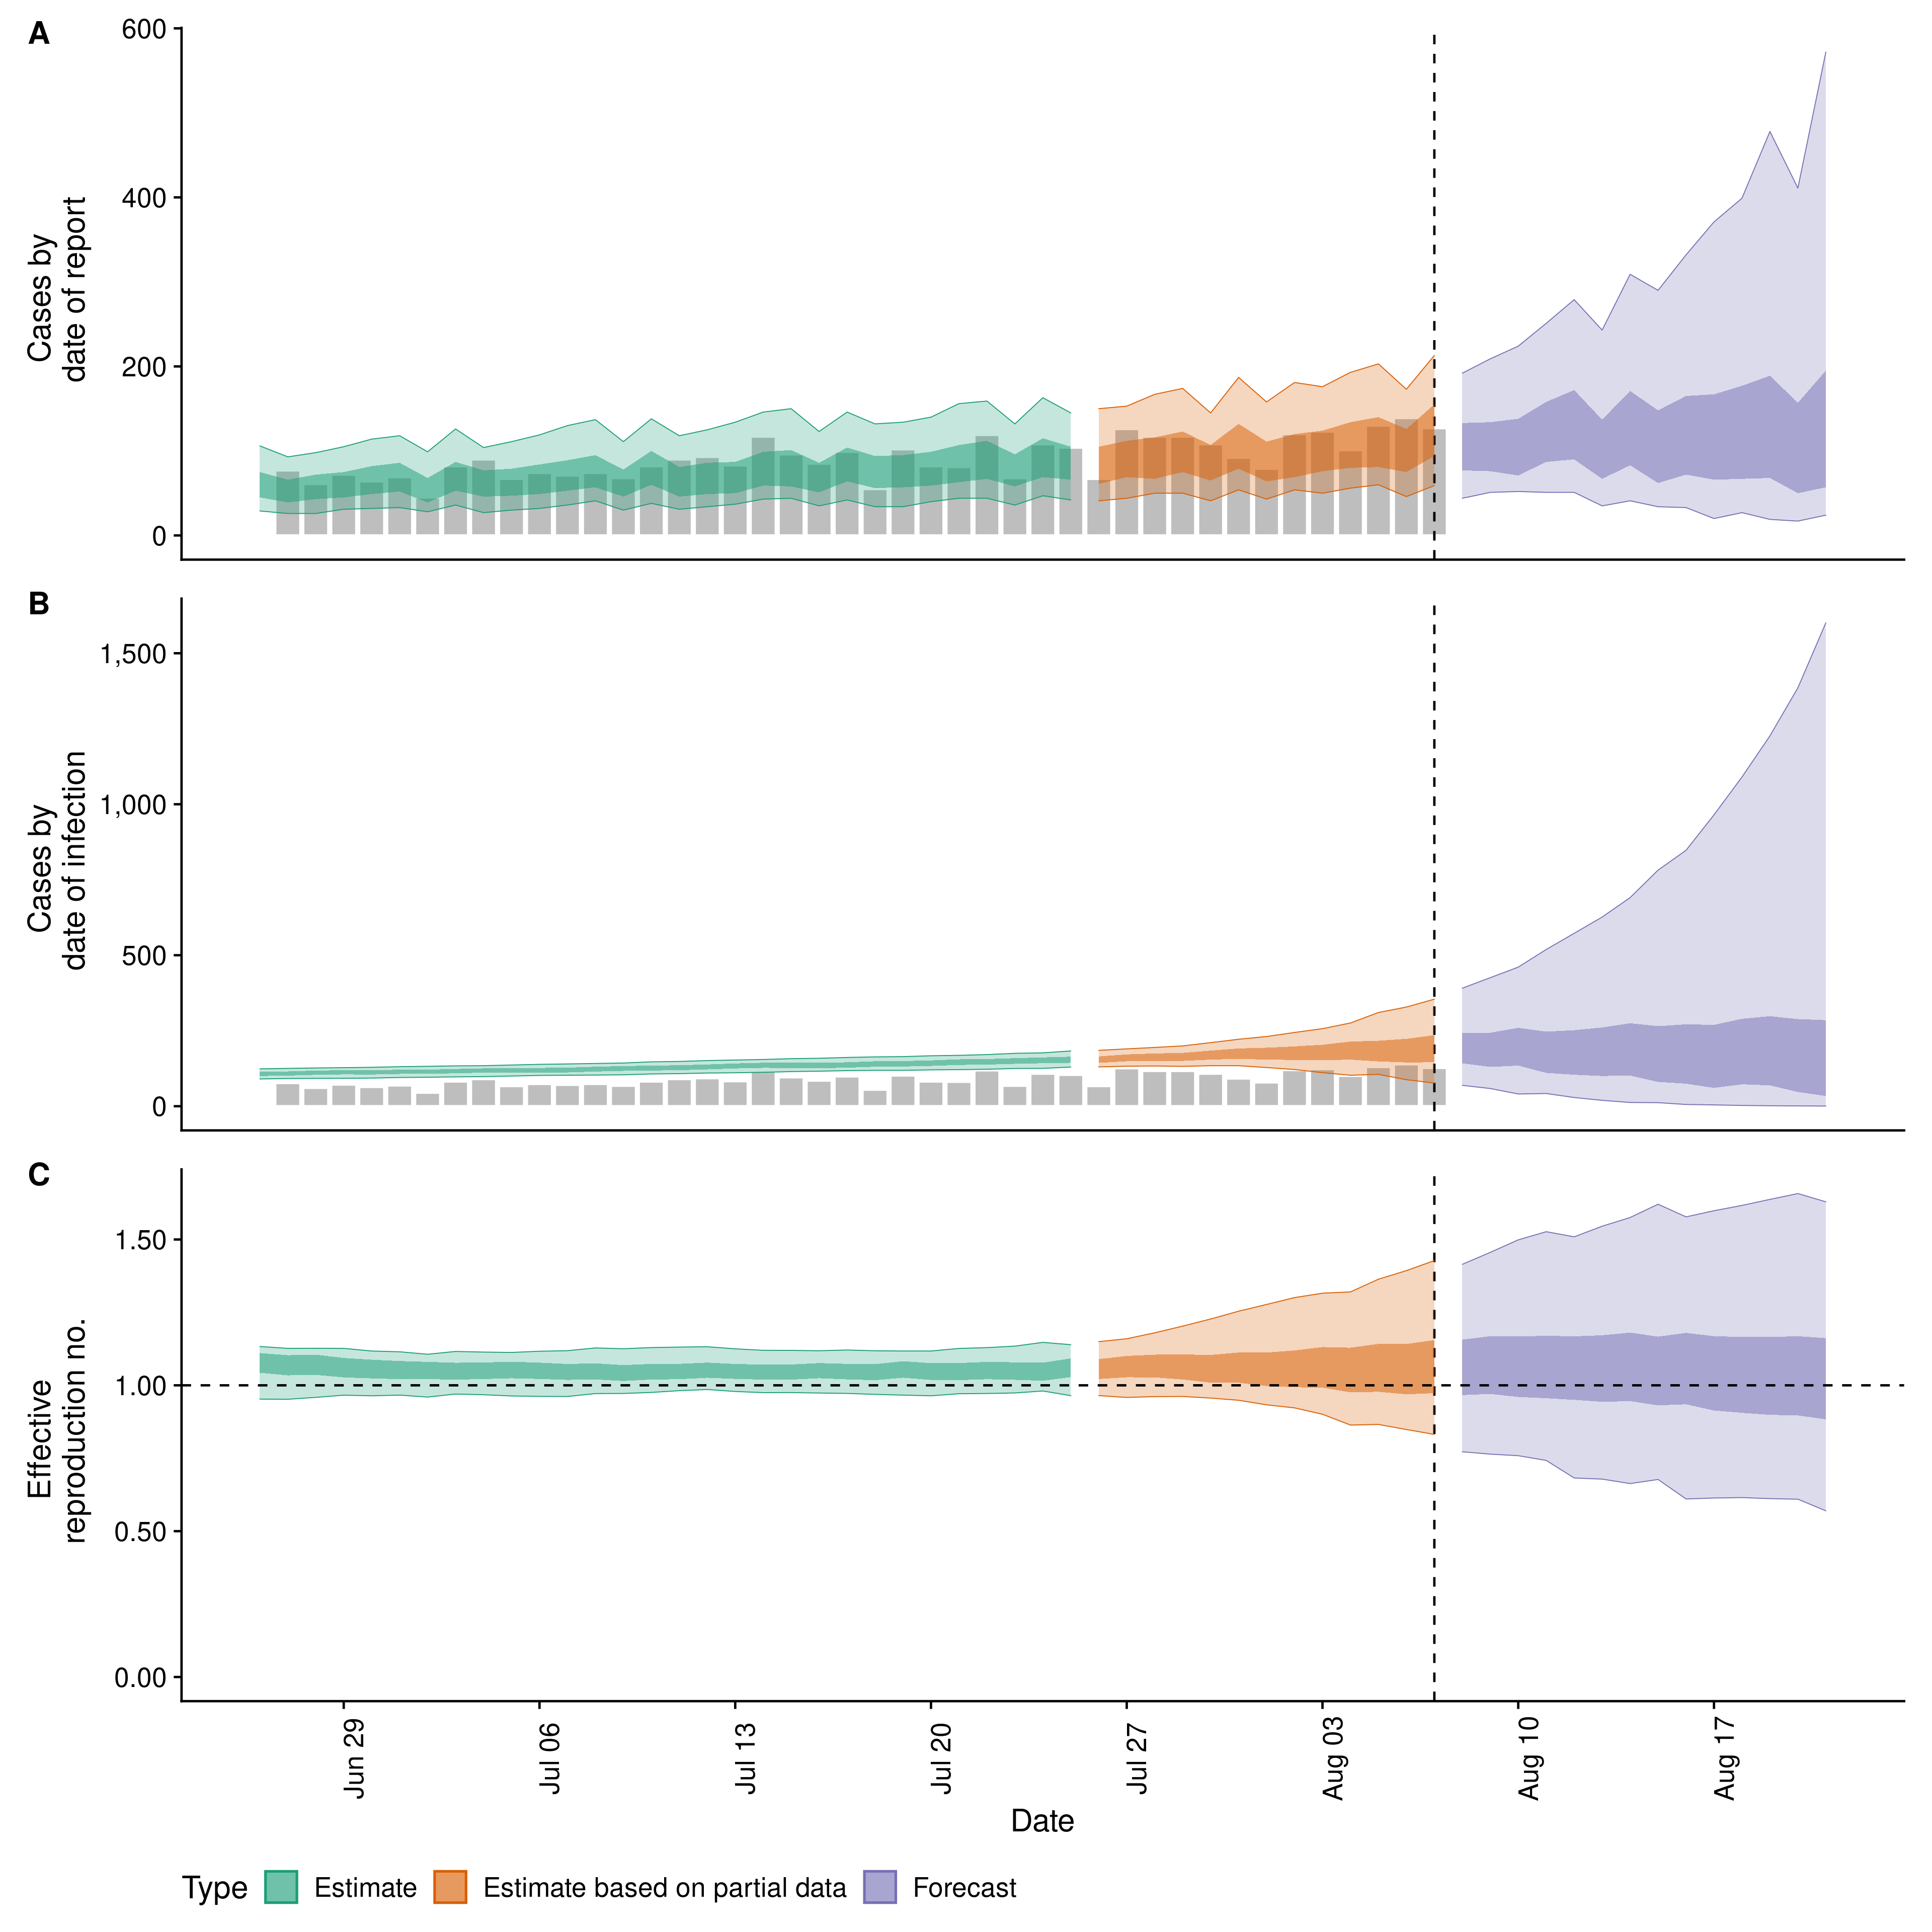 A
600
400
200
0
Cases by
date of report
B
1,500
1,000
500
0
Cases by
date of infection
C
1.50
1.00
0.50
0.00
Effective
reproduction no.
Jun 29
Jul 06
Jul 13
Jul 20
Jul 27
Aug 03
Aug 10
Aug 17
Date
Type Estimate Estimate based on partial data Forecast